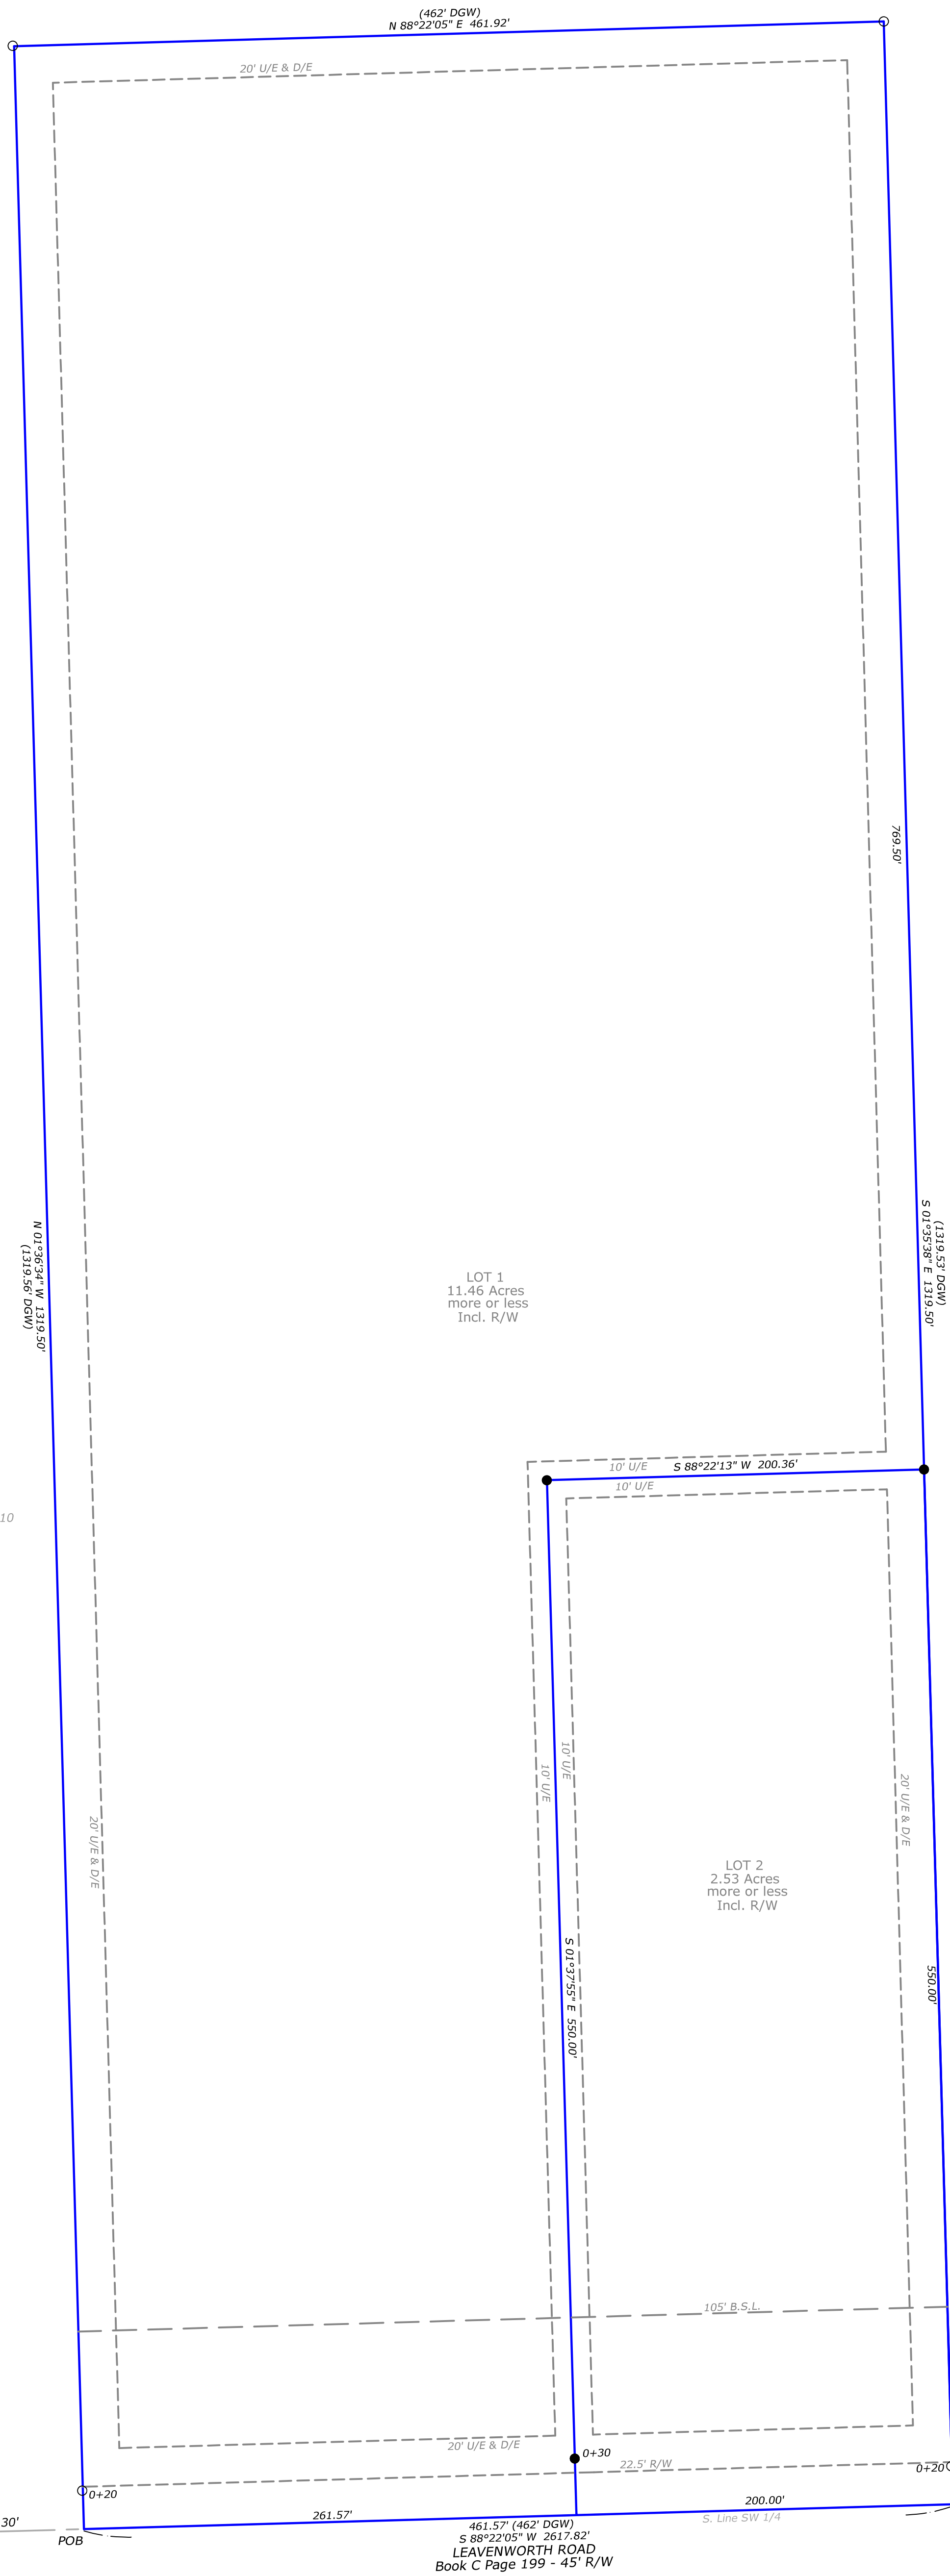 (462' DGW)
N 88°22'05" E 461.92'
20' U/E & D/E
769.50'
N 01°36'34" W 1319.50'
(1319.56' DGW)
(1319.53' DGW)
S 01°35'38" E 1319.50'
LOT 1
11.46 Acres
more or less
Incl. R/W
10' U/E
S 88°22'13" W 200.36'
10' U/E
10
10' U/E
10' U/E
20' U/E & D/E
20' U/E & D/E
LOT 2
2.53 Acres
more or less
Incl. R/W
S 01°37'55" E 550.00'
550.00'
105' B.S.L.
20' U/E & D/E
0+30
22.5' R/W
0+20
0+20
200.00'
261.57'
30'
S. Line SW 1/4
461.57' (462' DGW)
S 88°22'05" W 2617.82'
POB
LEAVENWORTH ROAD
Book C Page 199 - 45' R/W